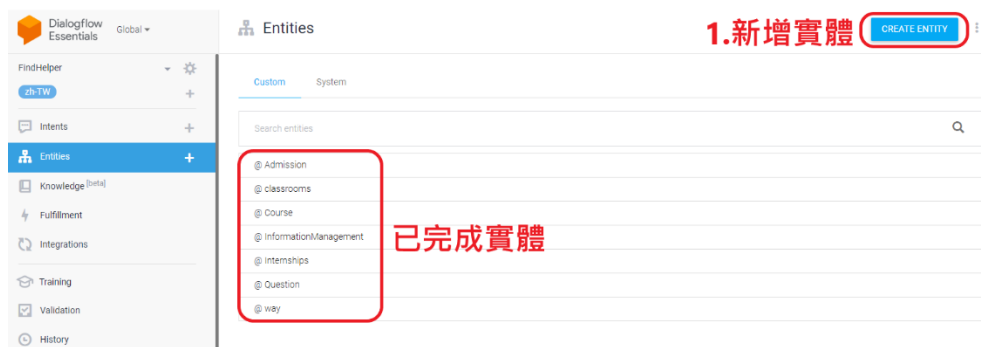 Dialogflow
Essentials
Global
Entities
1.新增實體
CREATE ENTITY
FindHelper
zh-TW
Custom
System
Intents
Search entities
Entities
@ Admission
Knowledge [beta]
@ classrooms
Fulfillment
@ Course
Integrations
@ InformationManagement
已完成實體
@ Internships
Training
@ Question
Validation
@ way
History